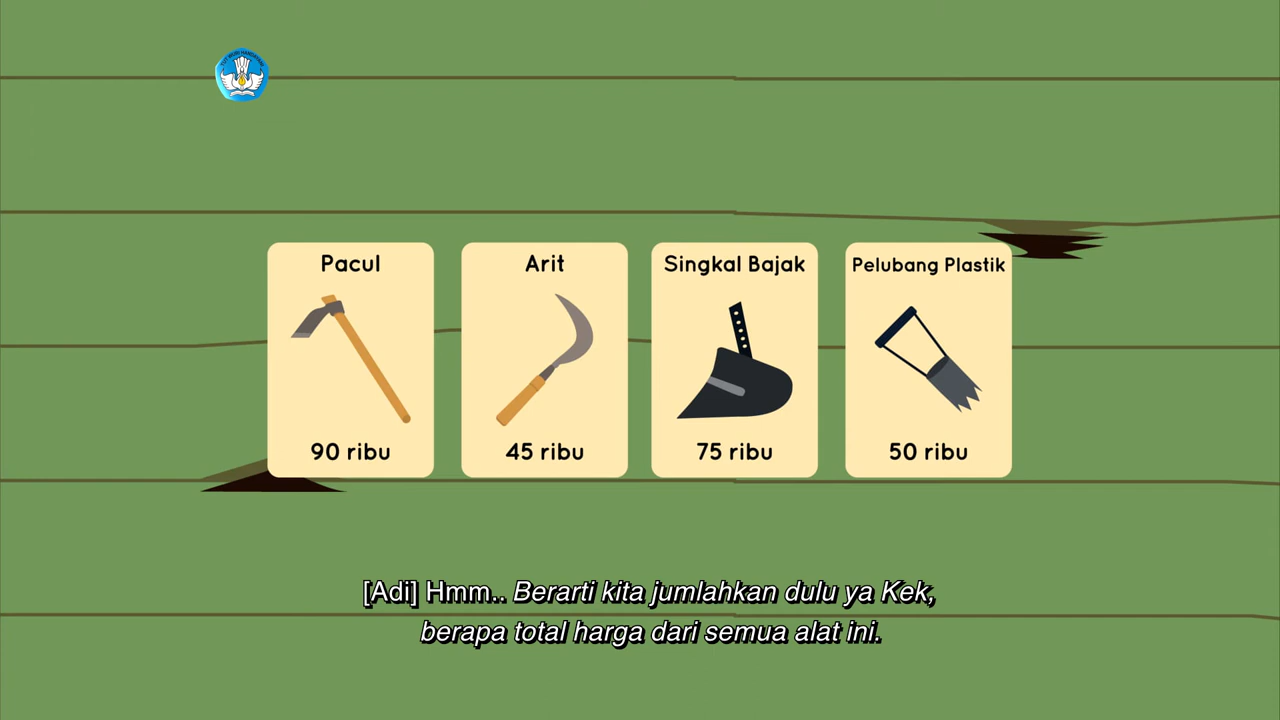 Pacul
Arit
Singkal Bajak
Pelubang Plastik
90 ribu
45 ribu
75 ribu
50 ribu
[Adi] Hmm.. Berarti kita jumlahkan dulu ya Kek,
berapa total harga dari semua alat ini.